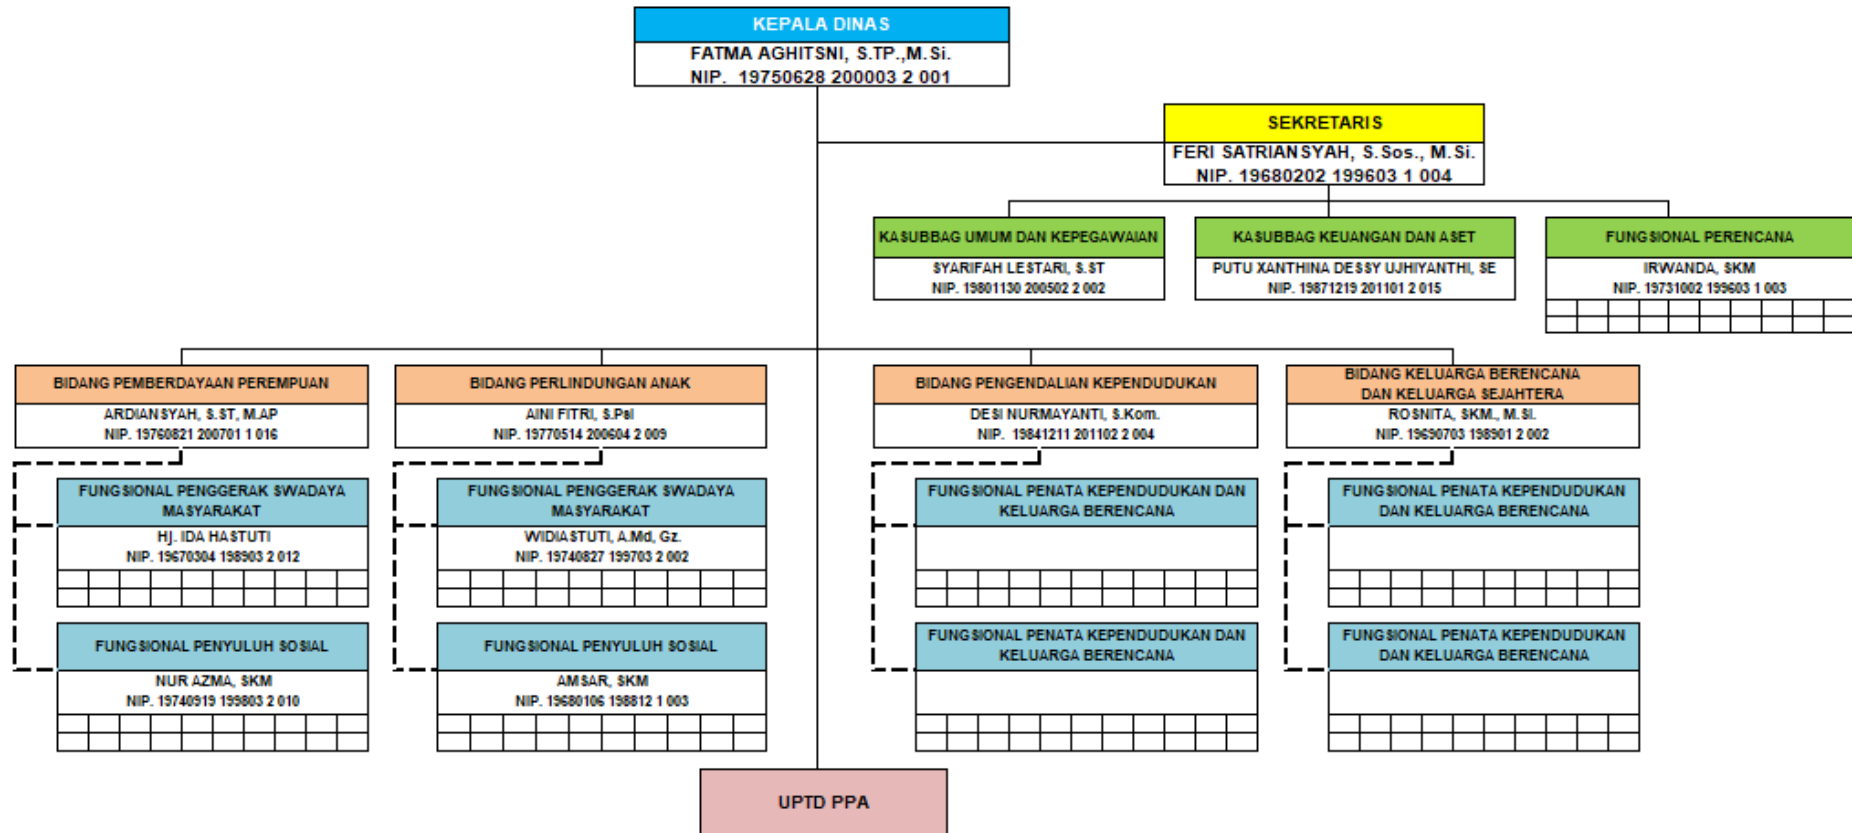 KEPALA DINAS
FATMA AGHITSNI, S.TP.,M.Si.
NIP. 19750628 200003 2 001
SEKRETARIS
FERI SATRIANSYAH, S.Sos., M.Si.
NIP. 19680202 199603 1 004
KASUBBAG UMUM DAN KEPEGAWAIAN
SYARIFAH LESTARI, S.ST
NIP. 19801130 200502 2 002
KASUBBAG KEUANGAN DAN ASET
PUTU XANTHINA DESSY UJHIYANTHI, SE
NIP. 19871219 201101 2 015
FUNGSIONAL PERENCANA
IRWANDA, SKM
NIP. 19731002 199603 1 003
BIDANG PEMBERDAYAAN PEREMPUAN
ARDIANSYAH, S.ST, M.AP
NIP. 19760821 200701 1 016
FUNGSIONAL PENGGERAK SWADAYA
MASYARAKAT
HJ. IDA HASTUTI
NIP. 19670304 198903 2 012
FUNGSIONAL PENYULUH SOSIAL
NUR AZMA, SKM
NIP. 19740919 199803 2 010
BIDANG PERLINDUNGAN ANAK
AINI FITRI, S.Psi
NIP. 19770514 200604 2 009
FUNGSIONAL PENGGERAK SWADAYA
MASYARAKAT
WIDIASTUTI, A.Md, Gz.
NIP. 19740827 199703 2 002
FUNGSIONAL PENYULUH SOSIAL
AMSAR, SKM
NIP. 19680106 198812 1 003
BIDANG PENGENDALIAN KEPENDUDUKAN
DESI NURMAYANTI, S.Kom.
NIP. 19841211 201102 2 004
FUNGSIONAL PENATA KEPENDUDUKAN DAN
KELUARGA BERENCANA
FUNGSIONAL PENATA KEPENDUDUKAN DAN
KELUARGA BERENCANA
BIDANG KELUARGA BERENCANA
DAN KELUARGA SEJAHTERA
ROSNITA, SKM., M.Si.
NIP. 19690703 198901 2 002
FUNGSIONAL PENATA KEPENDUDUKAN
DAN KELUARGA BERENCANA
FUNGSIONAL PENATA KEPENDUDUKAN
DAN KELUARGA BERENCANA
UPTD PPA